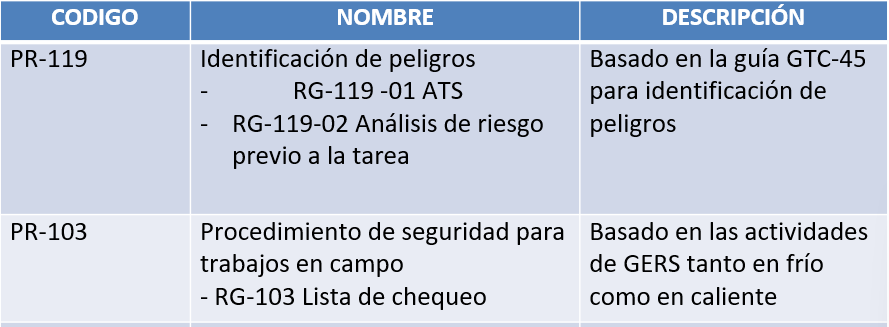 CODIGO
NOMBRE
DESCRIPCIÓN
PR-119
Identificación de peligros
- RG-119 -01 ATS
- RG-119-02 Análisis de riesgo
previo a la tarea
Basado en la guía GTC-45
para identificación de
peligros
PR-103
Procedimiento de seguridad para
trabajos en campo
- RG-103 Lista de chequeo
Basado en las actividades
de GERS tanto en frío
como en caliente